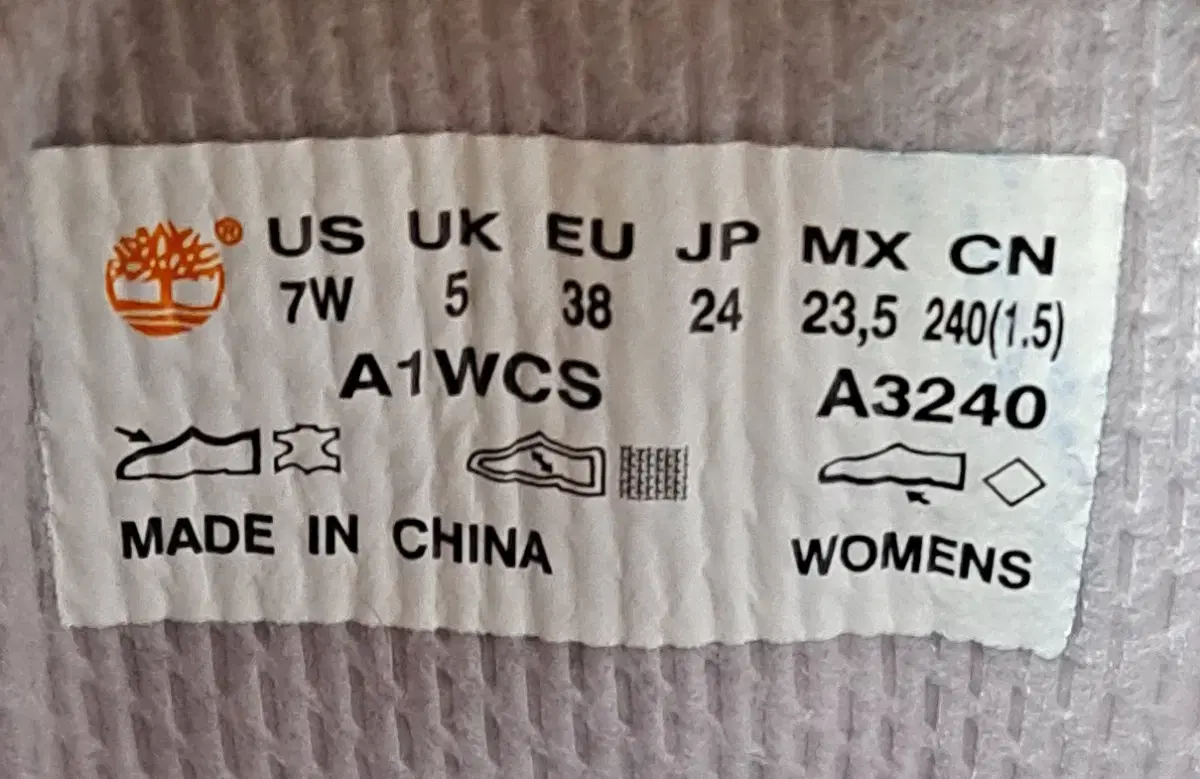 ® US UK EU JP MX CN
7W 5 38 24 23,5 240(1.5)
A1WCS A3240
MADE IN CHINA WOMENS